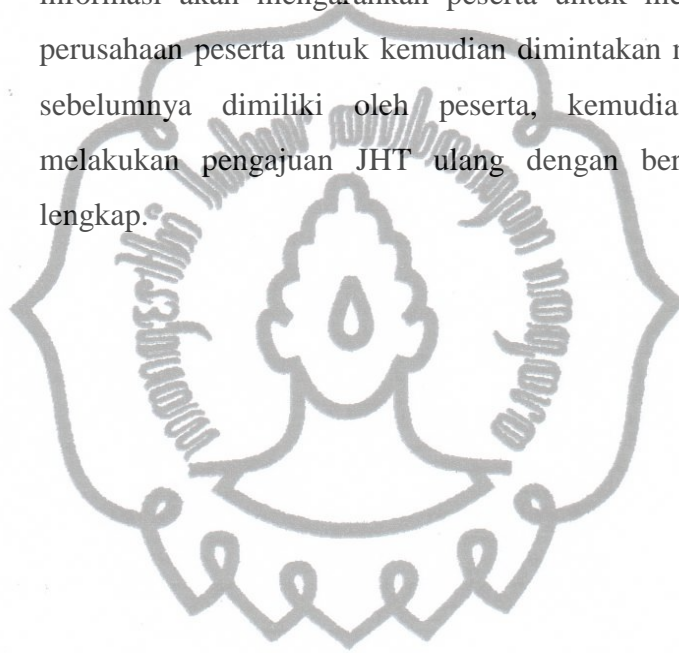 informasi akan mengarahkan peserta untuk me
perusahaan peserta untuk kemudian dimintakan
sebelumnya dimiliki oleh peserta, kemudia
melakukan pengajuan JHT ulang dengan ber
lengkap.